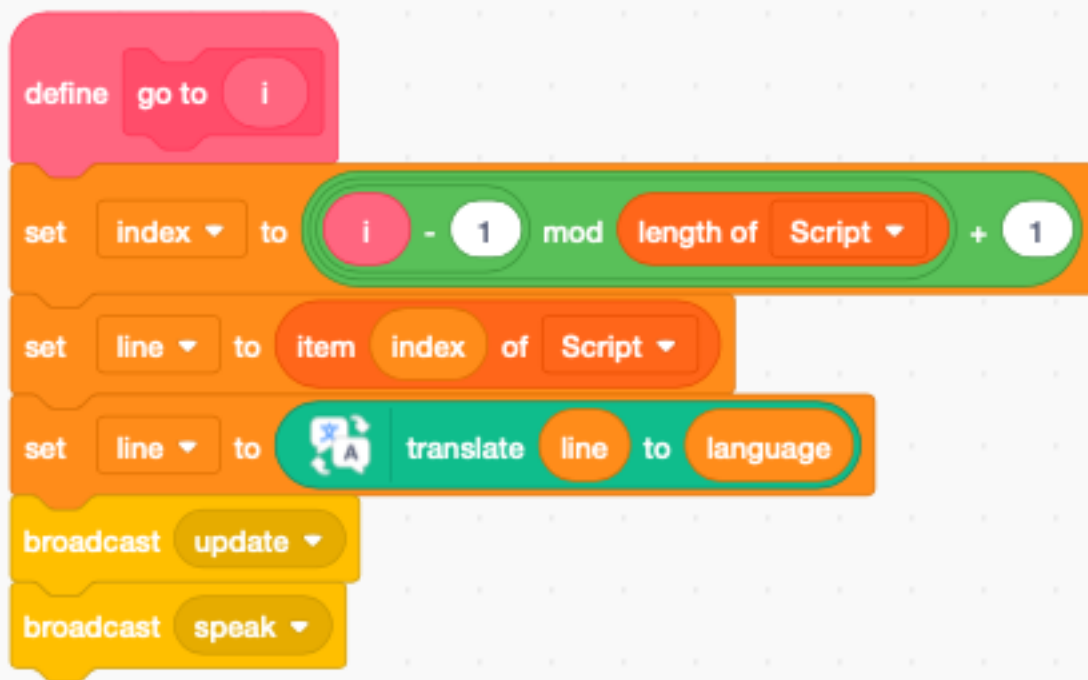 define go to i
set index to i - 1 mod length of Script + 1
set line to item index of Script
set line to translate line to language
broadcast update
broadcast speak